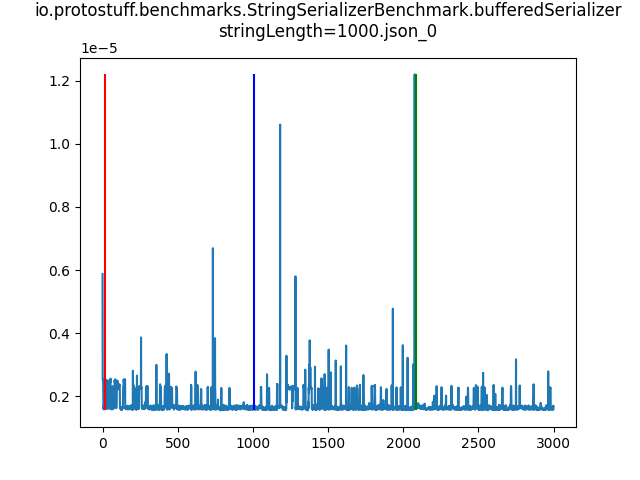 io.protostuff.benchmarks.StringSerializerBenchmark.bufferedSerializer
stringLength=1000.json_0
1e−5
1.2
1.0
0.8
0.6
0.4
0.2
0 500 1000 1500 2000 2500 3000